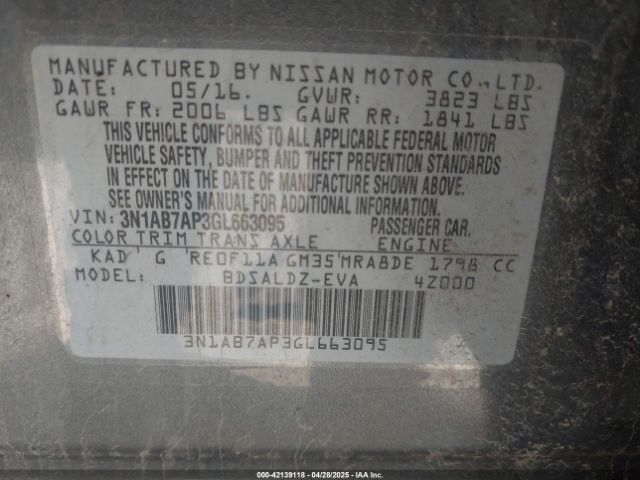 MANUFACTURED BY NISSAN MOTOR CO., LTD.
DATE: 05/16. GVWR: 3823 LBS
GAWR FR: 2006 LBS GAWR RR: 1841 LBS
THIS VEHICLE CONFORMS TO ALL APPLICABLE FEDERAL MOTOR
VEHICLE SAFETY, BUMPER AND THEFT PREVENTION STANDARDS
IN EFFECT ON THE DATE OF MANUFACTURE SHOWN ABOVE.
SEE OWNER'S MANUAL FOR ADDITIONAL INFORMATION.
VIN: 3N1AB7AP3GL663095 PASSENGER CAR.
COLOR TRIM TRANS AXLE ENGINE
KAD G RE0F11A GM35 MRA8DE 1798 CC
MODEL: BDSALDZ-EVA 4Z000
3N1AB7AP3GL663095
000-42139118 | 04/28/2025 | IAA, Inc.